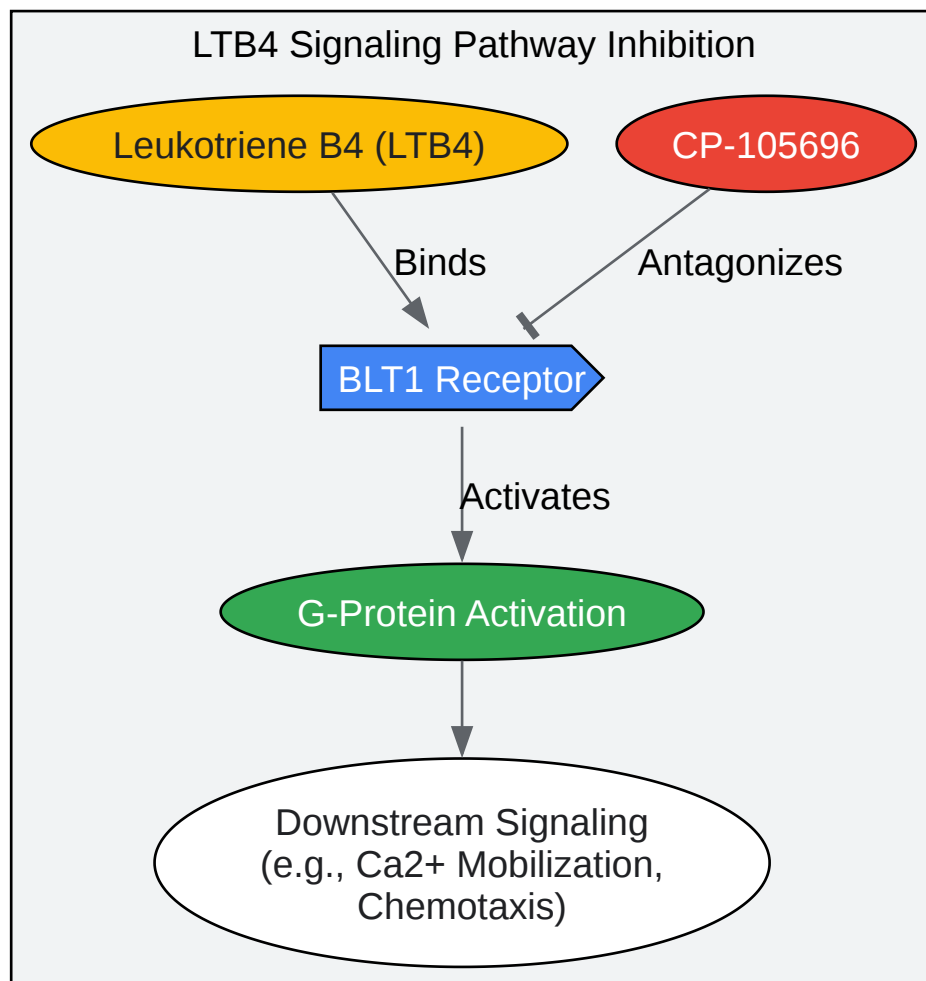 LTB4 Signaling Pathway Inhibition
Leukotriene B4 (LTB4)
CP-105696
Binds
Antagonizes
BLT1 Receptor
Activates
G-Protein Activation
Downstream Signaling
(e.g., Ca2+ Mobilization,
Chemotaxis)